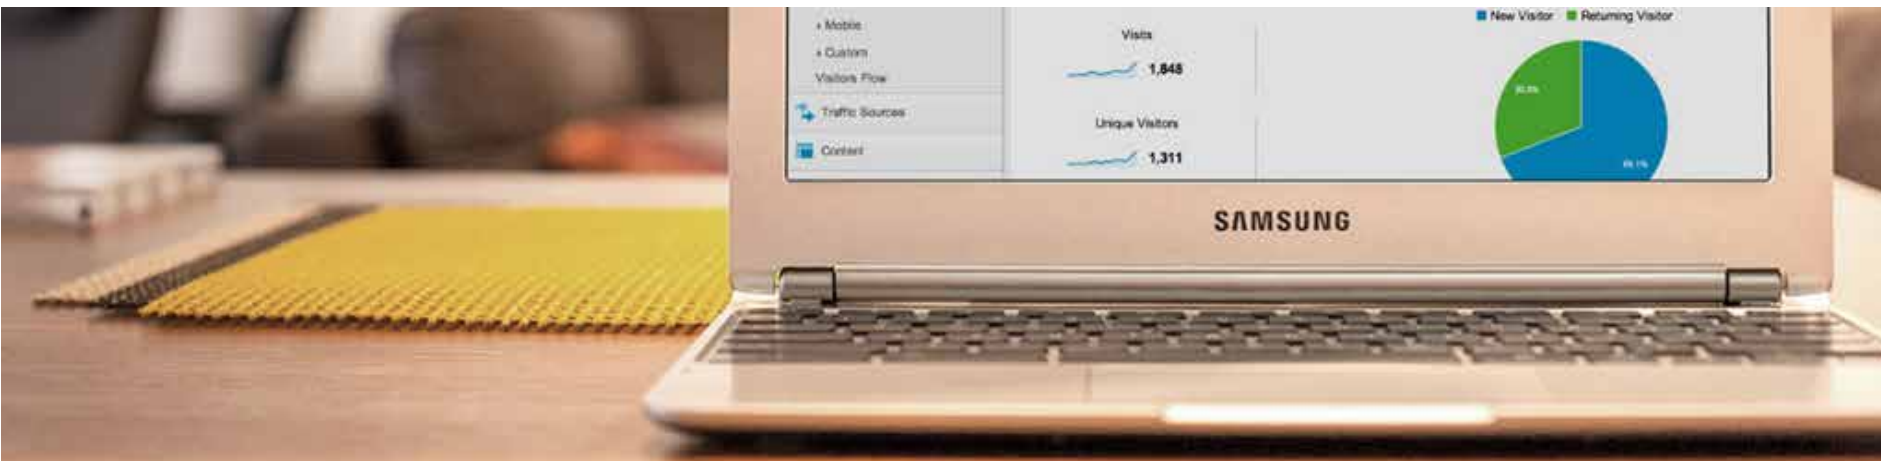 Mobile
Custom
Visitors Flow
Traffic Sources
Content
Visits
1,848
Unique Visitors
1,311
New Visitor Returning Visitor
SAMSUNG